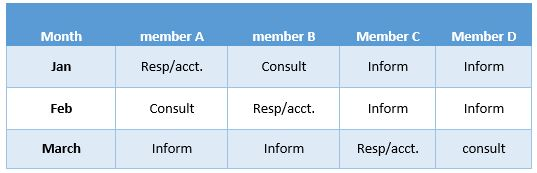 Month member A member B Member C Member D
Jan Resp/acct. Consult Inform Inform
Feb Consult Resp/acct. Inform Inform
March Inform Inform Resp/acct. consult